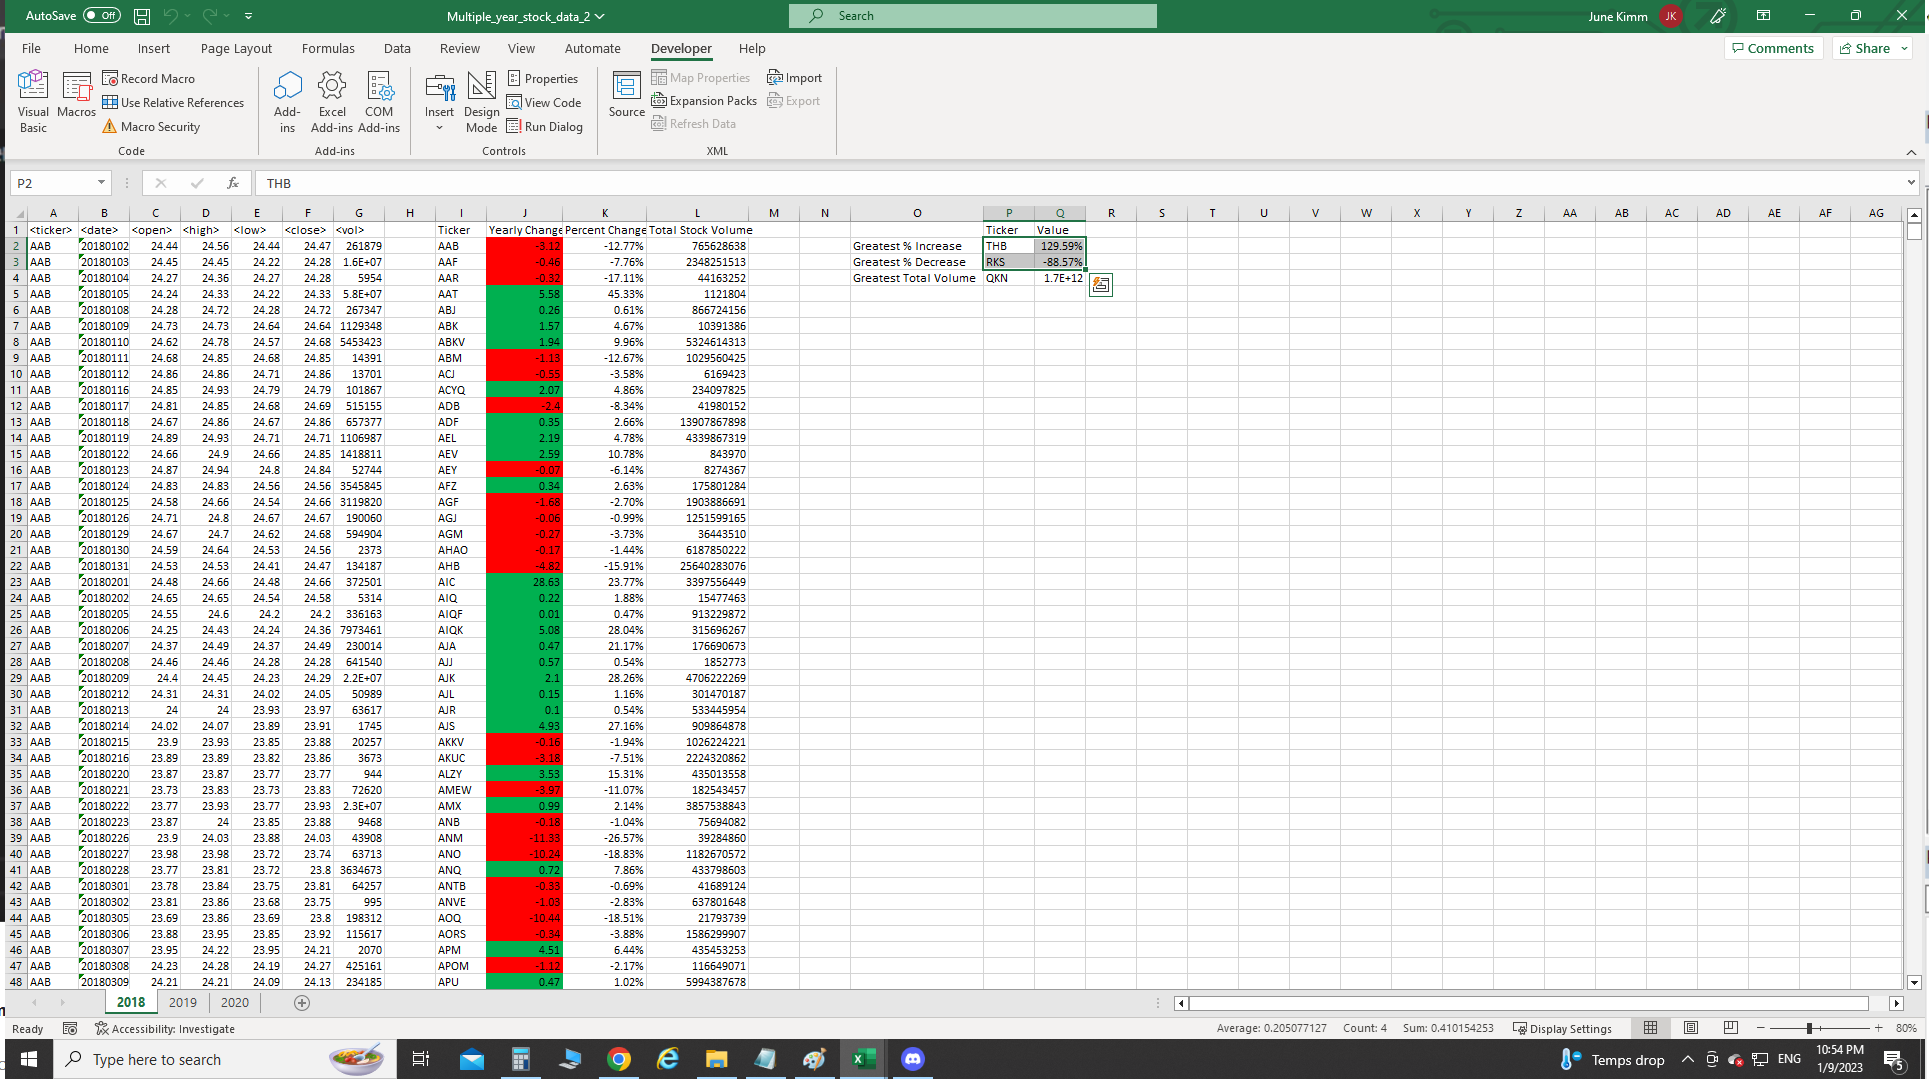 AutoSave Off Multiple_year_stock_data_2 Search June Kimm JK
File Home Insert Page Layout Formulas Data Review View Automate Developer Help Comments Share
Visual Basic Macros Record Macro Use Relative References Macro Security
Add-ins Excel Add-ins COM Add-ins
Insert Design Mode Properties View Code Run Dialog
Source Map Properties Expansion Packs Refresh Data Import Export
Code Add-ins Controls XML
P2 fx THB
A B C D E F G H I J K L M N O P Q R S T U V W X Y Z AA AB AC AD AE AF AG
1 <ticker> <date> <open> <high> <low> <close> <vol> Ticker Yearly Change Percent Change Total Stock Volume Ticker Value
2 AAB 20180102 24.44 24.56 24.44 24.47 261879 AAB -3.12 -12.77% 765628638 Greatest % Increase THB 129.59%
3 AAB 20180103 24.45 24.45 24.22 24.28 1.6E+07 AAF -0.46 -7.76% 2348251513 Greatest % Decrease RKS -88.57%
4 AAB 20180104 24.27 24.36 24.27 24.28 5954 AAR -0.32 -17.11% 44163252 Greatest Total Volume QKN 1.7E+12
5 AAB 20180105 24.24 24.33 24.22 24.33 5.8E+07 AAT 5.58 45.33% 1121804
6 AAB 20180108 24.28 24.72 24.28 24.72 267347 ABJ 0.26 0.61% 866724156
7 AAB 20180109 24.73 24.73 24.64 24.64 1129348 ABK 1.57 4.67% 10391386
8 AAB 20180110 24.62 24.78 24.57 24.68 5453423 ABKV 1.94 9.96% 5324614313
9 AAB 20180111 24.68 24.85 24.68 24.85 14391 ABM -1.13 -12.67% 1029560425
10 AAB 20180112 24.86 24.86 24.71 24.86 13701 ACJ -0.55 -3.58% 6169423
11 AAB 20180116 24.85 24.93 24.79 24.79 101867 ACYQ 2.07 4.86% 234097825
12 AAB 20180117 24.81 24.85 24.68 24.69 515155 ADB -2.4 -8.34% 41980152
13 AAB 20180118 24.67 24.86 24.67 24.86 657377 ADF 0.35 2.66% 13907867898
14 AAB 20180119 24.89 24.93 24.71 24.71 1106987 AEL 2.19 4.78% 4339867319
15 AAB 20180122 24.66 24.9 24.66 24.85 1418811 AEV 2.59 10.78% 843970
16 AAB 20180123 24.87 24.94 24.8 24.84 52744 AEY -0.07 -6.14% 8274367
17 AAB 20180124 24.83 24.83 24.56 24.56 3545845 AFZ 0.34 2.63% 175801284
18 AAB 20180125 24.58 24.66 24.54 24.66 3119820 AGF -1.68 -2.70% 1903886691
19 AAB 20180126 24.71 24.8 24.67 24.67 190060 AGJ -0.06 -0.99% 1251599165
20 AAB 20180129 24.67 24.7 24.62 24.68 594904 AGM -0.27 -3.73% 36443510
21 AAB 20180130 24.59 24.64 24.53 24.56 2373 AHAO -0.17 -1.44% 6187850222
22 AAB 20180131 24.53 24.53 24.41 24.47 134187 AHB -4.82 -15.91% 25640283076
23 AAB 20180201 24.48 24.66 24.48 24.66 372501 AIC 28.63 23.77% 3397556449
24 AAB 20180202 24.65 24.65 24.54 24.58 5314 AIQ 0.22 1.88% 15477463
25 AAB 20180205 24.55 24.6 24.2 24.2 336163 AIQF 0.01 0.47% 913229872
26 AAB 20180206 24.25 24.43 24.24 24.36 7973461 AIQK 5.08 28.04% 315696267
27 AAB 20180207 24.37 24.49 24.37 24.49 230014 AJA 0.47 21.17% 176690673
28 AAB 20180208 24.46 24.46 24.28 24.28 641540 AJJ 0.57 0.54% 1852773
29 AAB 20180209 24.4 24.45 24.23 24.29 2.2E+07 AJK 2.1 28.26% 4706222269
30 AAB 20180212 24.31 24.31 24.02 24.05 50989 AJL 0.15 1.16% 301470187
31 AAB 20180213 24 24 23.93 23.97 63617 AJR 0.1 0.54% 533445954
32 AAB 20180214 24.02 24.07 23.89 23.91 1745 AJS 4.93 27.16% 909864878
33 AAB 20180215 23.9 23.93 23.85 23.88 20257 AKKV -0.16 -1.94% 1026224221
34 AAB 20180216 23.89 23.89 23.82 23.86 3673 AKUC -3.18 -7.51% 2224320862
35 AAB 20180220 23.87 23.87 23.77 23.77 944 ALZY 3.53 15.31% 435013558
36 AAB 20180221 23.73 23.83 23.73 23.83 72620 AMEW -3.97 -11.07% 182543457
37 AAB 20180222 23.77 23.93 23.77 23.93 2.3E+07 AMX 0.99 2.14% 3857538843
38 AAB 20180223 23.87 24 23.85 23.88 9468 ANB -0.18 -1.04% 75694082
39 AAB 20180226 23.9 24.03 23.88 24.03 43908 ANM -11.33 -26.57% 39284860
40 AAB 20180227 23.98 23.98 23.72 23.74 63713 ANO -10.24 -18.83% 1182670572
41 AAB 20180228 23.77 23.81 23.72 23.8 3634673 ANQ 0.72 7.86% 433798603
42 AAB 20180301 23.78 23.84 23.75 23.81 64257 ANTB -0.33 -0.69% 41689124
43 AAB 20180302 23.81 23.86 23.68 23.75 995 ANVE -1.03 -2.83% 637801648
44 AAB 20180305 23.69 23.86 23.69 23.8 198312 AOQ -10.44 -18.51% 21793739
45 AAB 20180306 23.88 23.95 23.85 23.92 115617 AORS -0.34 -3.88% 1586299907
46 AAB 20180307 23.95 24.22 23.95 24.21 2070 APM 4.51 6.44% 435453253
47 AAB 20180308 24.23 24.28 24.19 24.27 425161 APOM -1.12 -2.17% 116649071
48 AAB 20180309 24.21 24.21 24.09 24.13 234185 APU 0.47 1.02% 5994387678
2018 2019 2020
Ready Accessibility: Investigate Average: 0.205077127 Count: 4 Sum: 0.410154253 Display Settings 80%
Type here to search Temps drop ENG 10:54 PM
1/9/2023 5